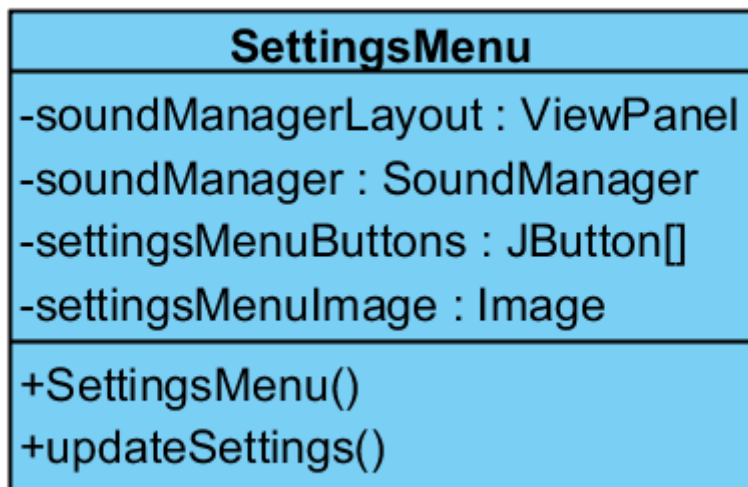 SettingsMenu
-soundManagerLayout : ViewPanel
-soundManager : SoundManager
-settingsMenuButtons : JButton[]
-settingsMenuImage : Image
+SettingsMenu()
+updateSettings()